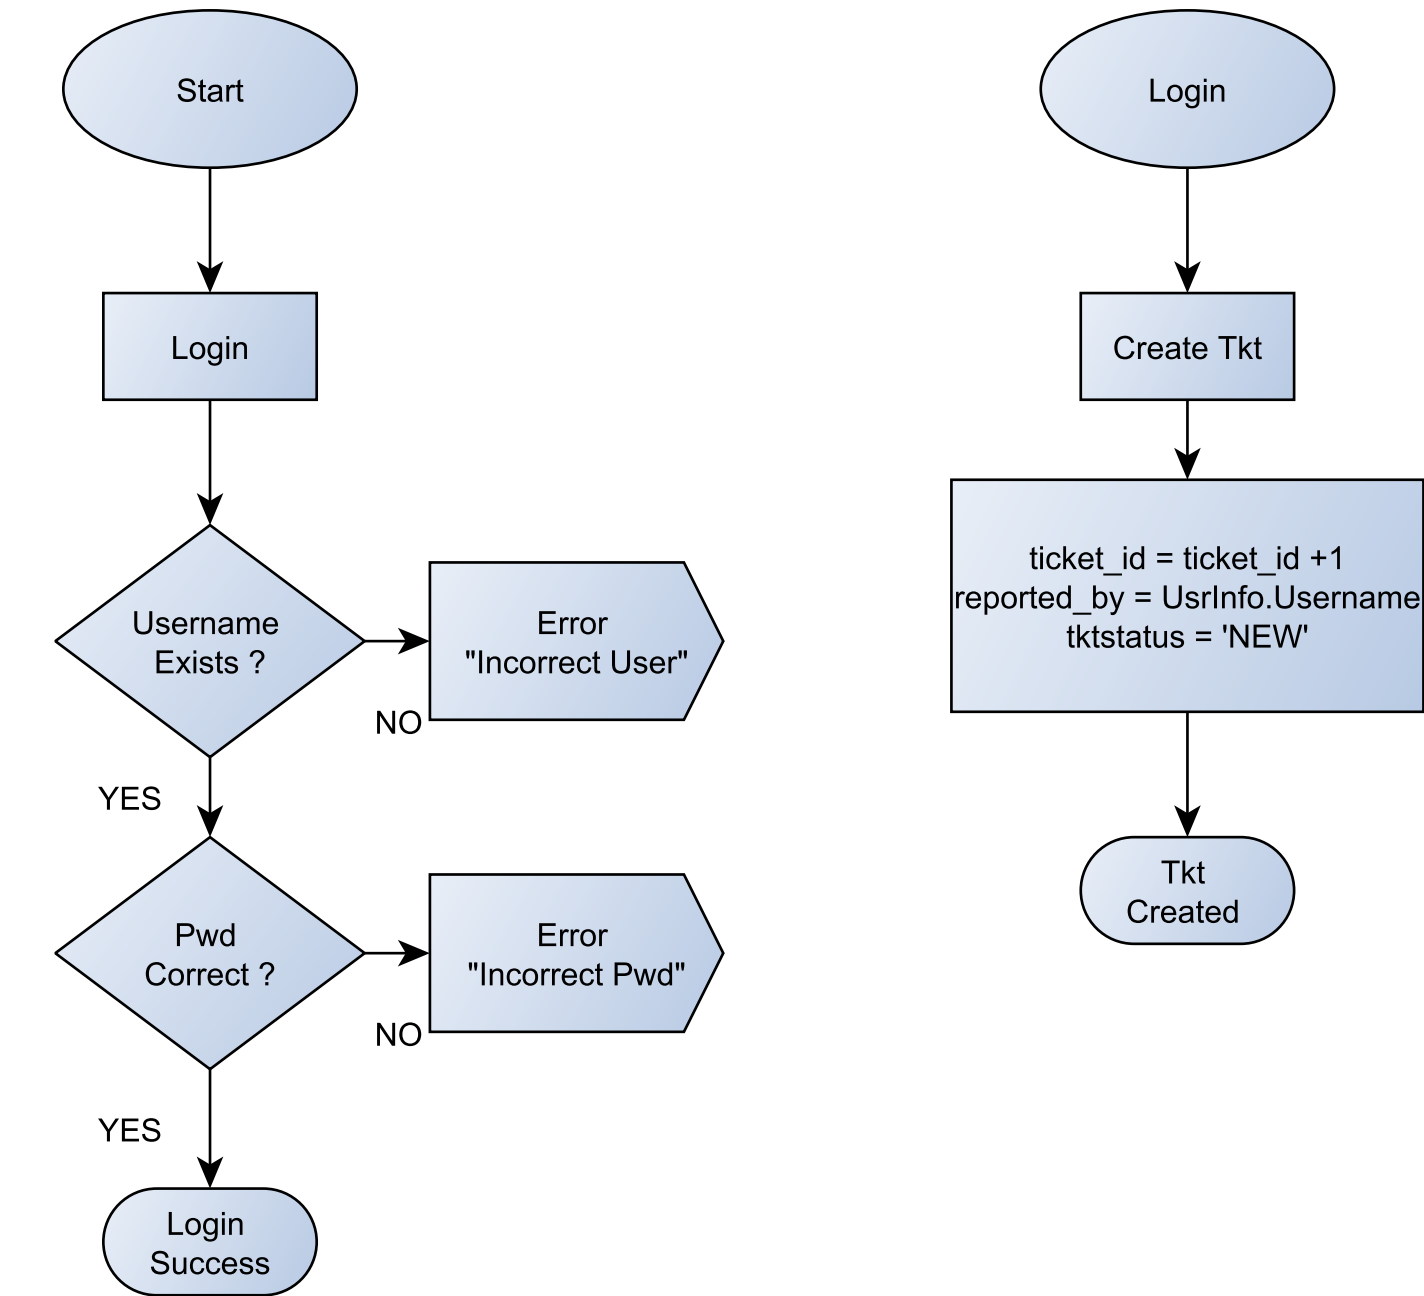 Start
Login
Username
Exists ?
Error
"Incorrect User"
NO
YES
Pwd
Correct ?
Error
"Incorrect Pwd"
NO
YES
Login
Success
Login
Create Tkt
ticket_id = ticket_id +1
reported_by = UsrInfo.Username
tktstatus = 'NEW'
Tkt
Created